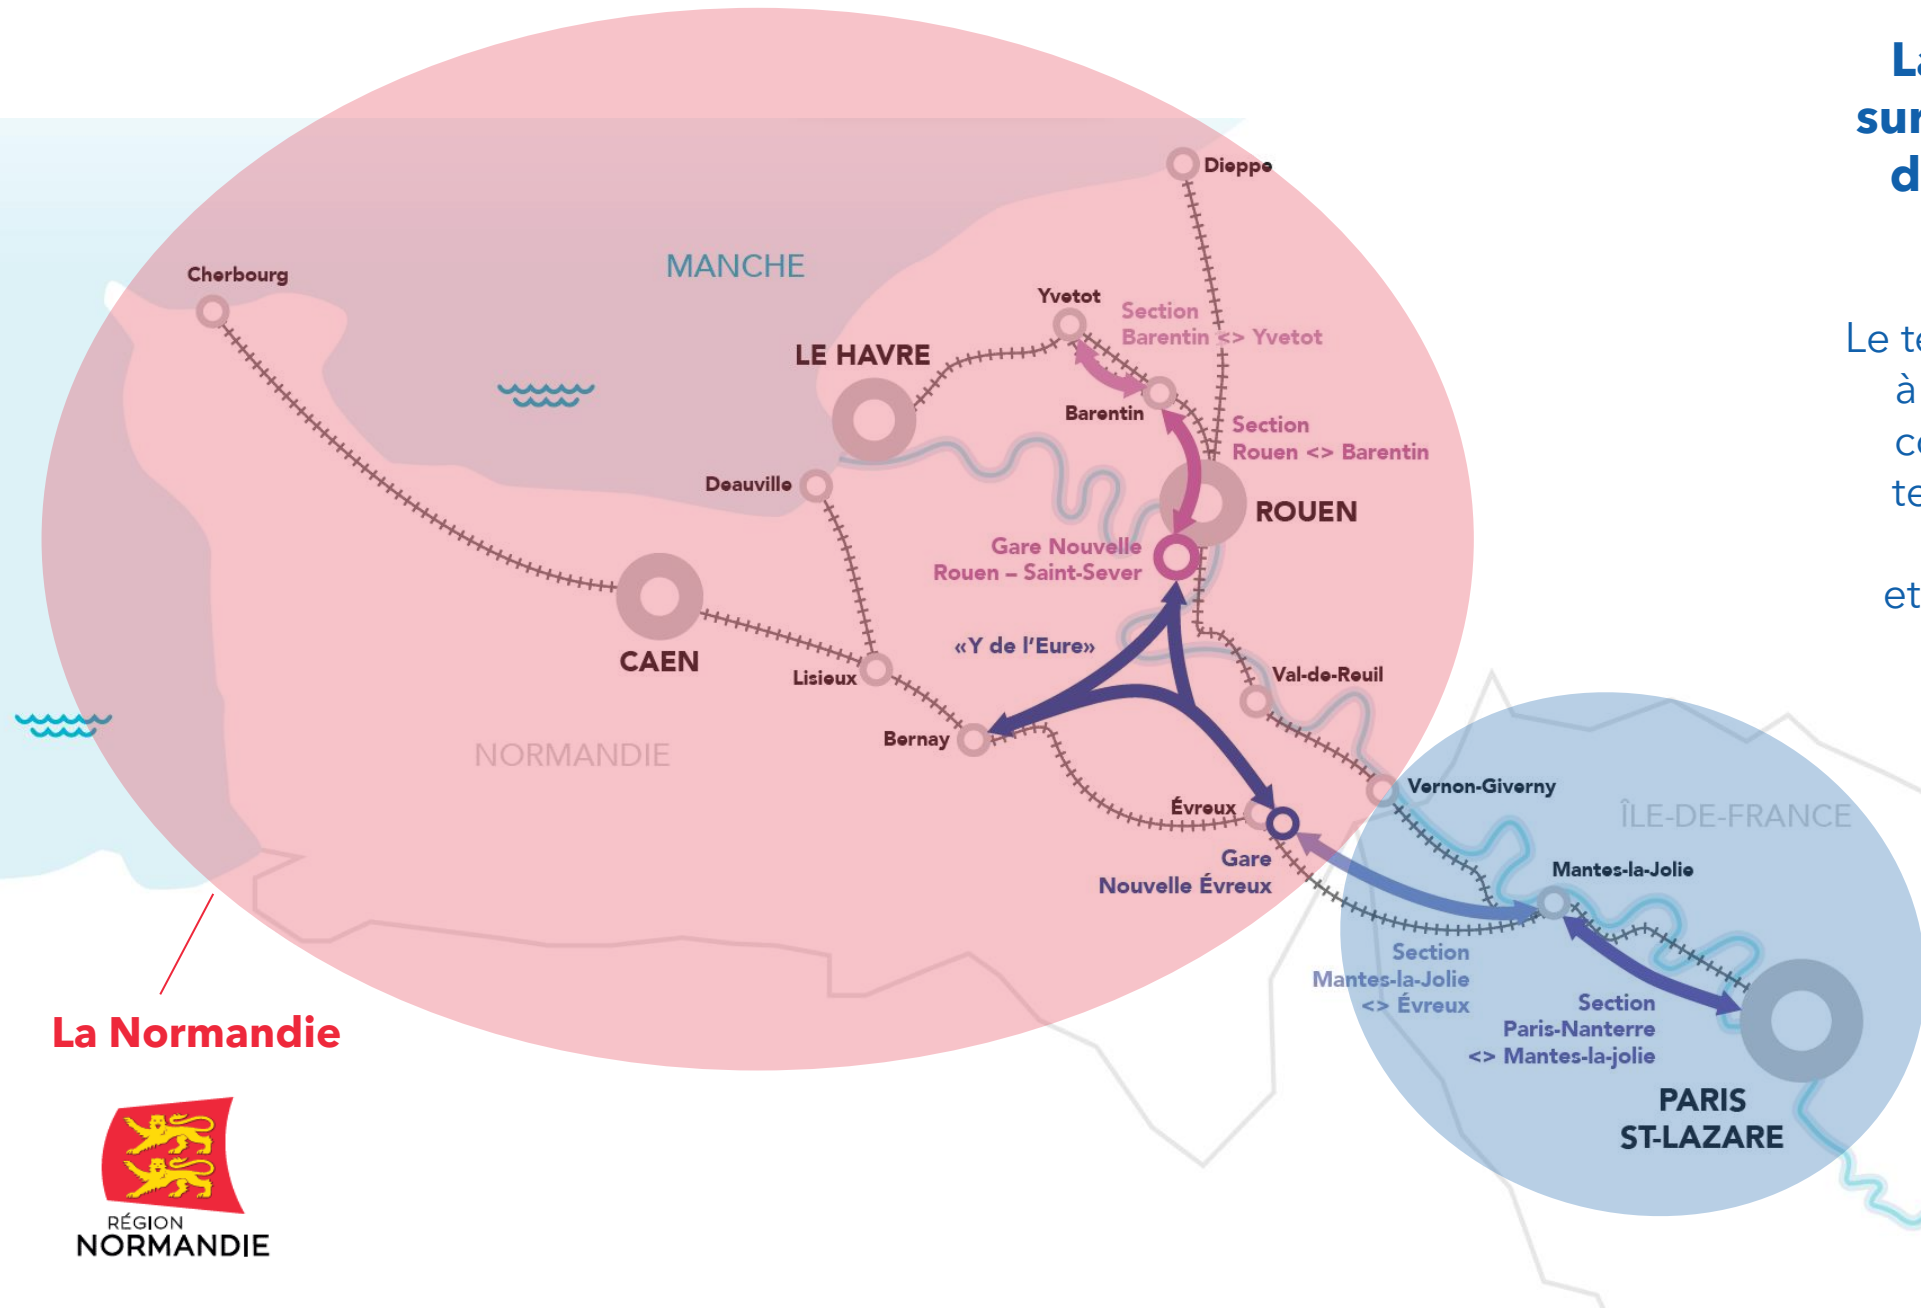 La
sur
d
Le te
à
co
te
et
Dieppe
Cherbourg
MANCHE
Yvetot
Section
Barentin <> Yvetot
LE HAVRE
Barentin
Section
Rouen <> Barentin
Deauville
ROUEN
Gare Nouvelle
Rouen – Saint-Sever
«Y de l'Eure»
CAEN
Lisieux
Val-de-Reuil
Bernay
NORMANDIE
Vernon-Giverny
Évreux
ÎLE-DE-FRANCE
Gare
Nouvelle Évreux
Mantes-la-Jolie
Section
Mantes-la-Jolie
<> Évreux
Section
Paris-Nanterre
<> Mantes-la-jolie
La Normandie
PARIS
ST-LAZARE
RÉGION
NORMANDIE